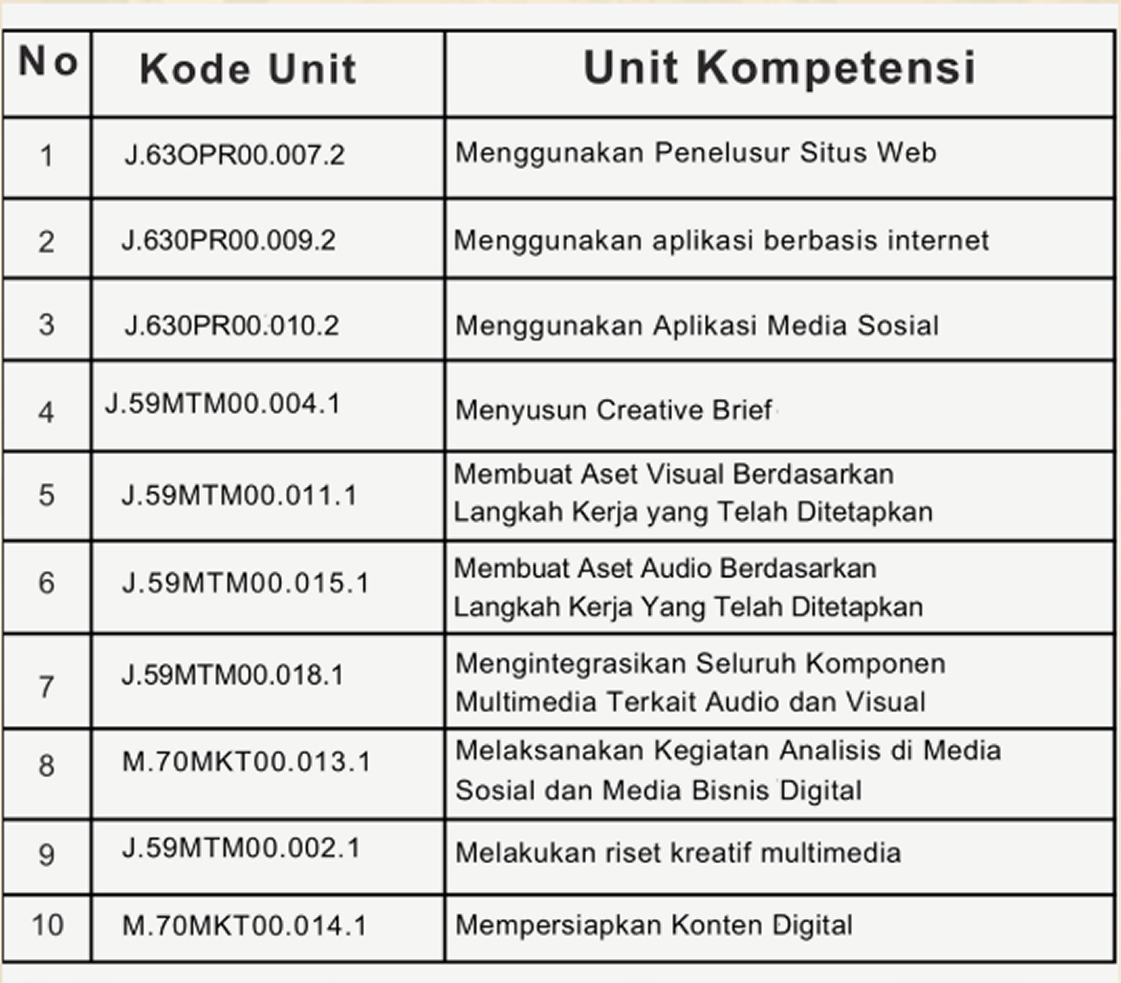 No Kode Unit Unit Kompetensi
1 J.63OPR00.007.2 Menggunakan Penelusur Situs Web
2 J.630PR00.009.2 Menggunakan aplikasi berbasis internet
3 J.630PR00.010.2 Menggunakan Aplikasi Media Sosial
4 J.59MTM00.004.1 Menyusun Creative Brief
5 J.59MTM00.011.1 Membuat Aset Visual Berdasarkan
Langkah Kerja yang Telah Ditetapkan
6 J.59MTM00.015.1 Membuat Aset Audio Berdasarkan
Langkah Kerja Yang Telah Ditetapkan
7 J.59MTM00.018.1 Mengintegrasikan Seluruh Komponen
Multimedia Terkait Audio dan Visual
8 M.70MKT00.013.1 Melaksanakan Kegiatan Analisis di Media
Sosial dan Media Bisnis Digital
9 J.59MTM00.002.1 Melakukan riset kreatif multimedia
10 M.70MKT00.014.1 Mempersiapkan Konten Digital